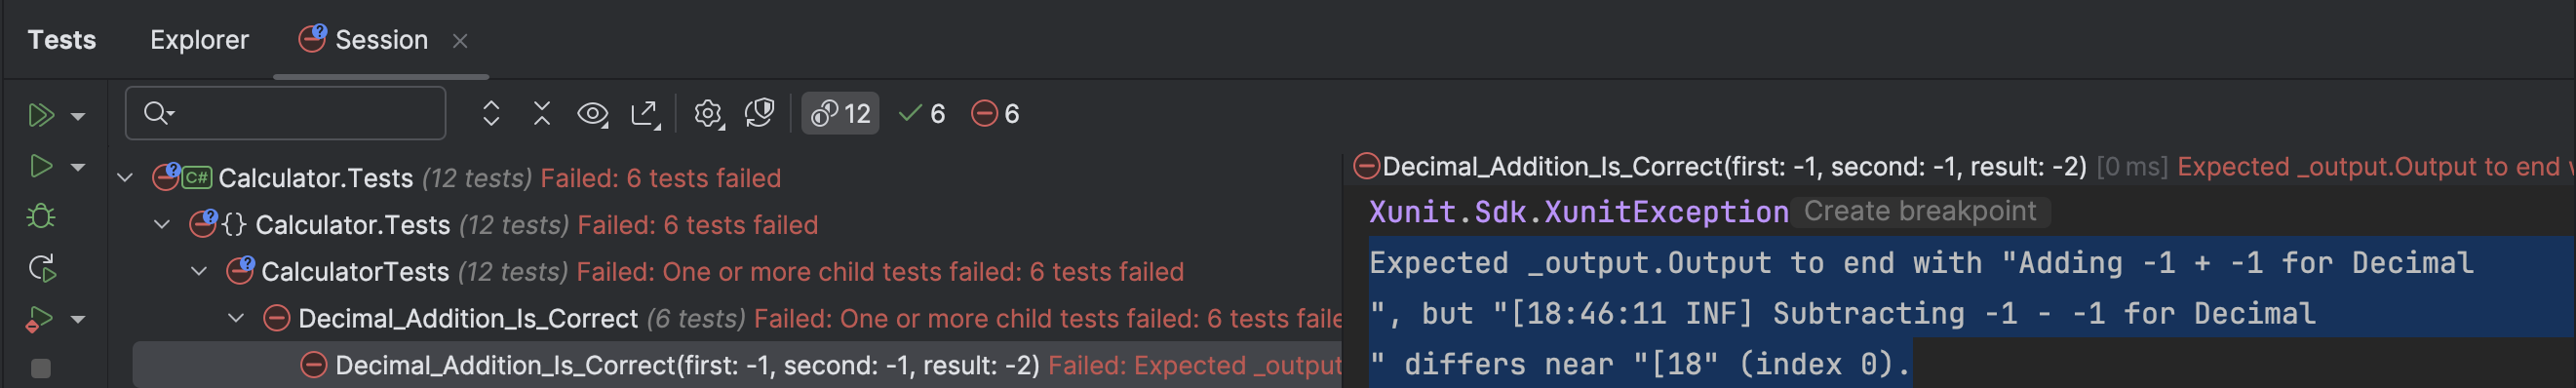 Tests Explorer Session
12 6 6
Calculator.Tests (12 tests) Failed: 6 tests failed
{} Calculator.Tests (12 tests) Failed: 6 tests failed
CalculatorTests (12 tests) Failed: One or more child tests failed: 6 tests failed
Decimal_Addition_Is_Correct (6 tests) Failed: One or more child tests failed: 6 tests faile
Decimal_Addition_Is_Correct(first: -1, second: -1, result: -2) Failed: Expected _output
Decimal_Addition_Is_Correct(first: -1, second: -1, result: -2) [0 ms] Expected _output.Output to end
Xunit.Sdk.XunitException Create breakpoint
Expected _output.Output to end with "Adding -1 + -1 for Decimal
", but "[18:46:11 INF] Subtracting -1 - -1 for Decimal
" differs near "[18" (index 0).